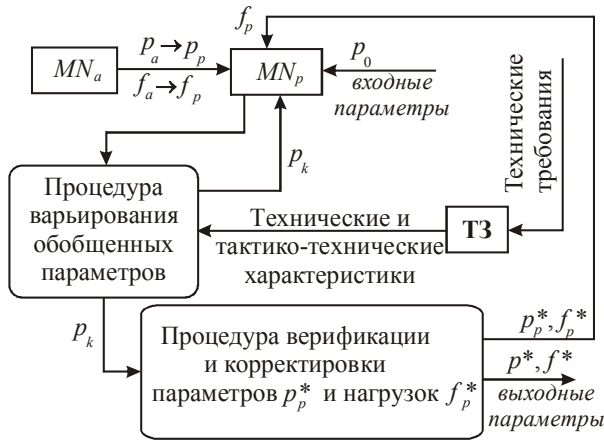 f_p
p_a → p_p
MN_a
f_a → f_p
MN_p
p_0
входные
параметры
Технические
требования
p_k
Процедура
варьирования
обобщенных
параметров
Технические и
тактико-технические
характеристики
ТЗ
p_k
Процедура верификации
и корректировки
параметров p_p* и нагрузок f_p*
p_p*, f_p*
p*, f*
выходные
параметры